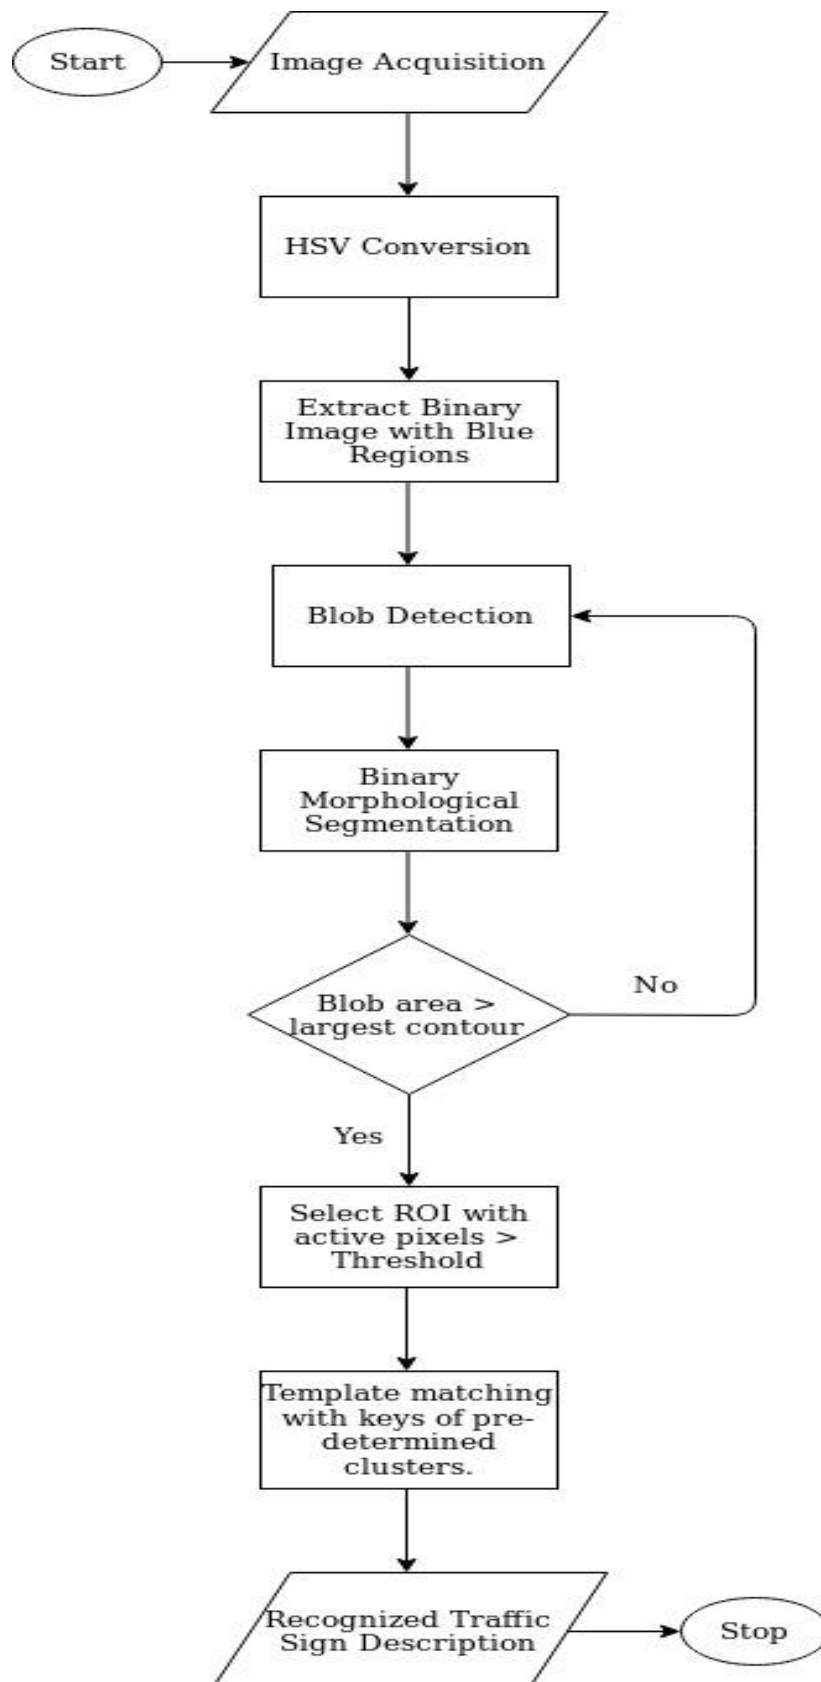 Start
Image Acquisition
HSV Conversion
Extract Binary
Image with Blue
Regions
Blob Detection
Binary
Morphological
Segmentation
Blob area >
largest contour
No
Yes
Select ROI with
active pixels >
Threshold
Template matching
with keys of pre-
determined
clusters.
Recognized Traffic
Sign Description
Stop